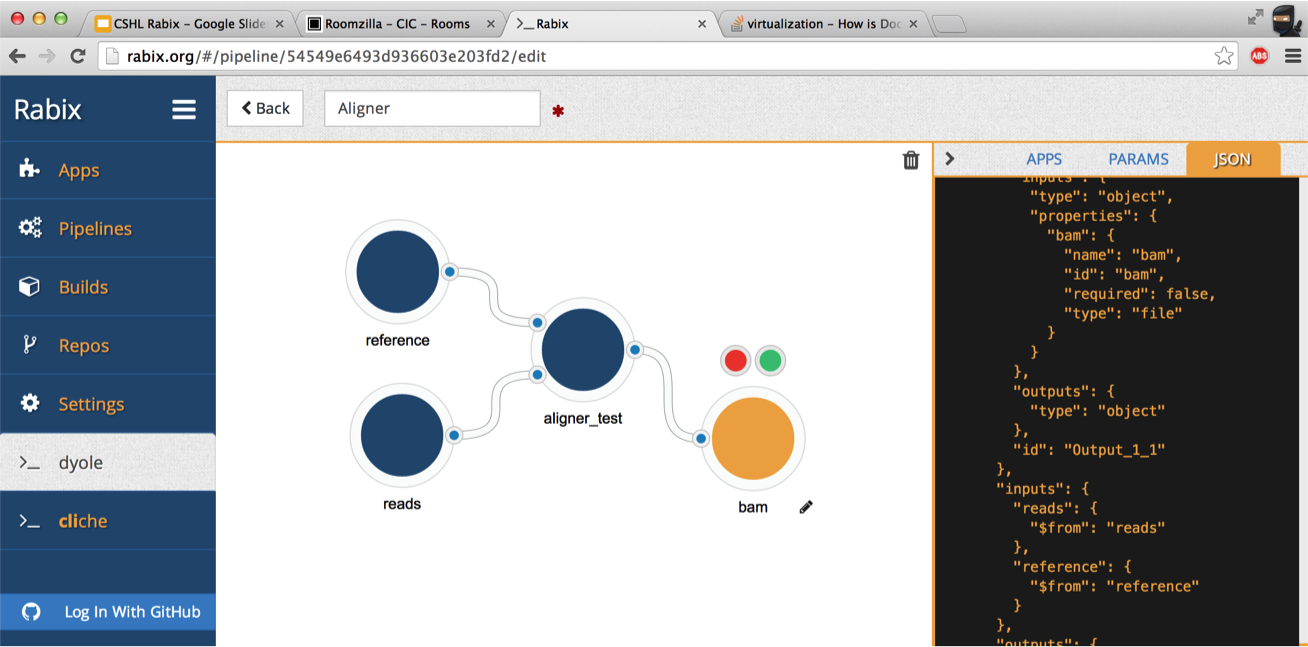 CSHL Rabix – Google Slide
Roomzilla – CIC – Rooms
>_ Rabix
virtualization – How is Doc
rabix.org/#/pipeline/54549e6493d936603e203fd2/edit
ABS
Rabix
Back
Aligner
*
Apps
Pipelines
Builds
Repos
Settings
>_ dyole
>_ cliche
Log In With GitHub
reference
reads
aligner_test
bam
APPS
PARAMS
JSON
"inputs": {
"type": "object",
"properties": {
"bam": {
"name": "bam",
"id": "bam",
"required": false,
"type": "file"
}
}
},
"outputs": {
"type": "object"
},
"id": "Output_1_1"
},
"inputs": {
"reads": {
"$from": "reads"
},
"reference": {
"$from": "reference"
}
},
"outputs": {